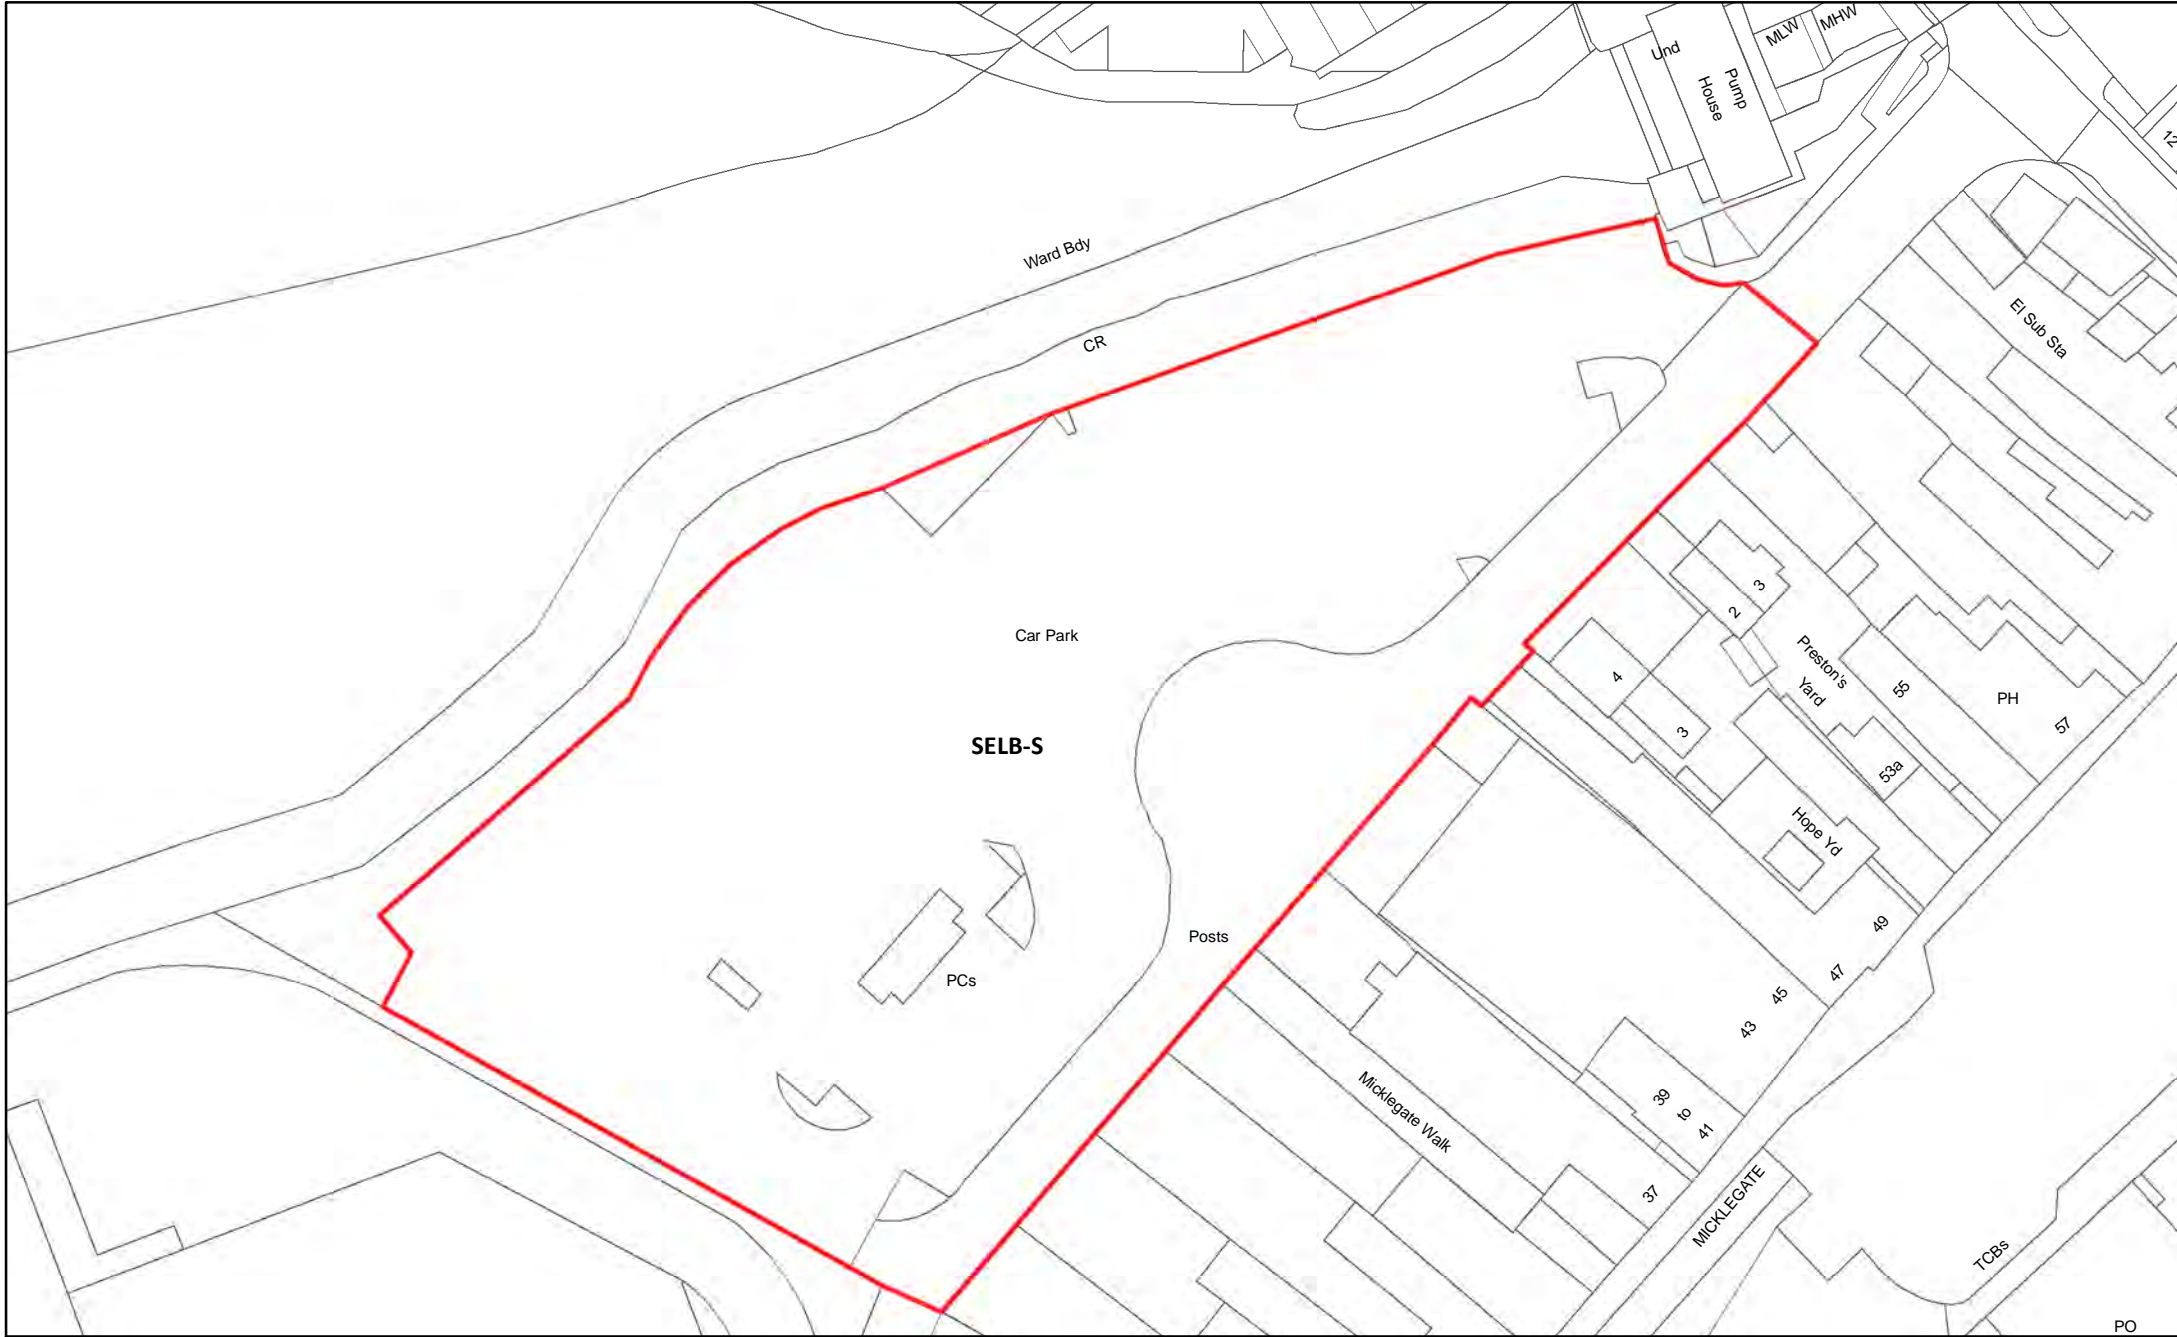 MLW
MHW
Und
Pump
House
12
Ward Bdy
El Sub Sta
CR
3
2
Car Park
Preston's
Yard
4
55
PH
3
57
SELB-S
53a
Hope Yd
49
Posts
47
PCs
45
43
39
to
41
Micklegate Walk
37
MICKLEGATE
TCBs
PO